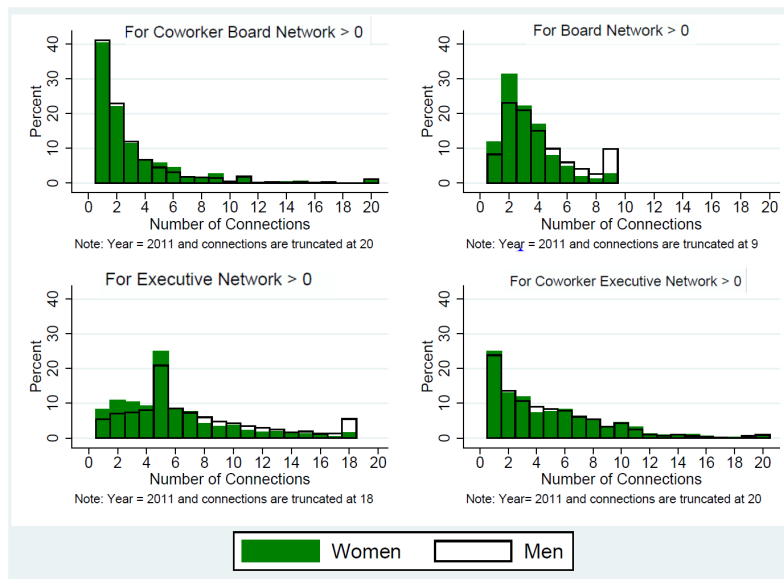 For Coworker Board Network > 0
40
30
20
10
0
Percent
0 2 4 6 8 10 12 14 16 18 20
Number of Connections
Note: Year = 2011 and connections are truncated at 20
For Board Network > 0
40
30
20
10
0
Percent
0 2 4 6 8 10 12 14 16 18 20
Number of Connections
Note: Year = 2011 and connections are truncated at 9
For Executive Network > 0
40
30
20
10
0
Percent
0 2 4 6 8 10 12 14 16 18 20
Number of Connections
Note: Year = 2011 and connections are truncated at 18
For Coworker Executive Network > 0
40
30
20
10
0
Percent
0 2 4 6 8 10 12 14 16 18 20
Number of Connections
Note: Year= 2011 and connections are truncated at 20
Women Men